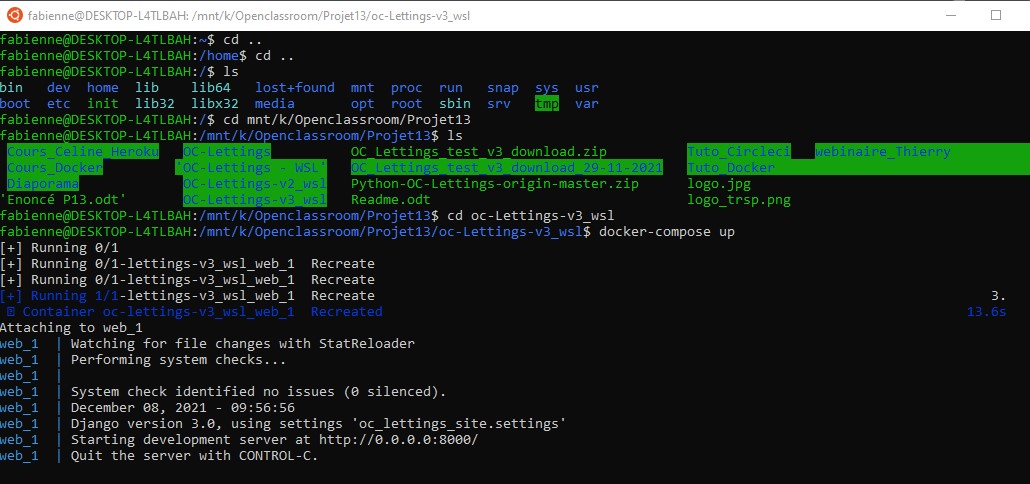 fabienne@DESKTOP-L4TLBAH: /mnt/k/Openclassroom/Projet13/oc-Lettings-v3_wsl
fabienne@DESKTOP-L4TLBAH:~$ cd ..
fabienne@DESKTOP-L4TLBAH:/home$ cd ..
fabienne@DESKTOP-L4TLBAH:/$ ls
bin dev home lib lib64 lost+found mnt proc run snap sys usr
boot etc init lib32 libx32 media opt root sbin srv tmp var
fabienne@DESKTOP-L4TLBAH:/$ cd mnt/k/Openclassroom/Projet13
fabienne@DESKTOP-L4TLBAH:/mnt/k/Openclassroom/Projet13$ ls
Cours_Celine_Heroku OC-Lettings OC_Lettings_test_v3_download.zip Tuto_Circleci webinaire_Thierry
Cours_Docker 'OC-Lettings - WSL' OC_Lettings_test_v3_download_29-11-2021 Tuto_Docker
Diaporama OC-Lettings-v2_wsl Python-OC-Lettings-origin-master.zip logo.jpg
'Enoncé P13.odt' OC-Lettings-v3_wsl Readme.odt logo_trsp.png
fabienne@DESKTOP-L4TLBAH:/mnt/k/Openclassroom/Projet13$ cd oc-Lettings-v3_wsl
fabienne@DESKTOP-L4TLBAH:/mnt/k/Openclassroom/Projet13/oc-Lettings-v3_wsl$ docker-compose up
[+] Running 0/1
[+] Running 0/1-lettings-v3_wsl_web_1 Recreate
[+] Running 0/1-lettings-v3_wsl_web_1 Recreate
[+] Running 1/1-lettings-v3_wsl_web_1 Recreate 3.
Container oc-lettings-v3_wsl_web_1 Recreated 13.6s
Attaching to web_1
web_1 | Watching for file changes with StatReloader
web_1 | Performing system checks...
web_1 |
web_1 | System check identified no issues (0 silenced).
web_1 | December 08, 2021 - 09:56:56
web_1 | Django version 3.0, using settings 'oc_lettings_site.settings'
web_1 | Starting development server at http://0.0.0.0:8000/
web_1 | Quit the server with CONTROL-C.